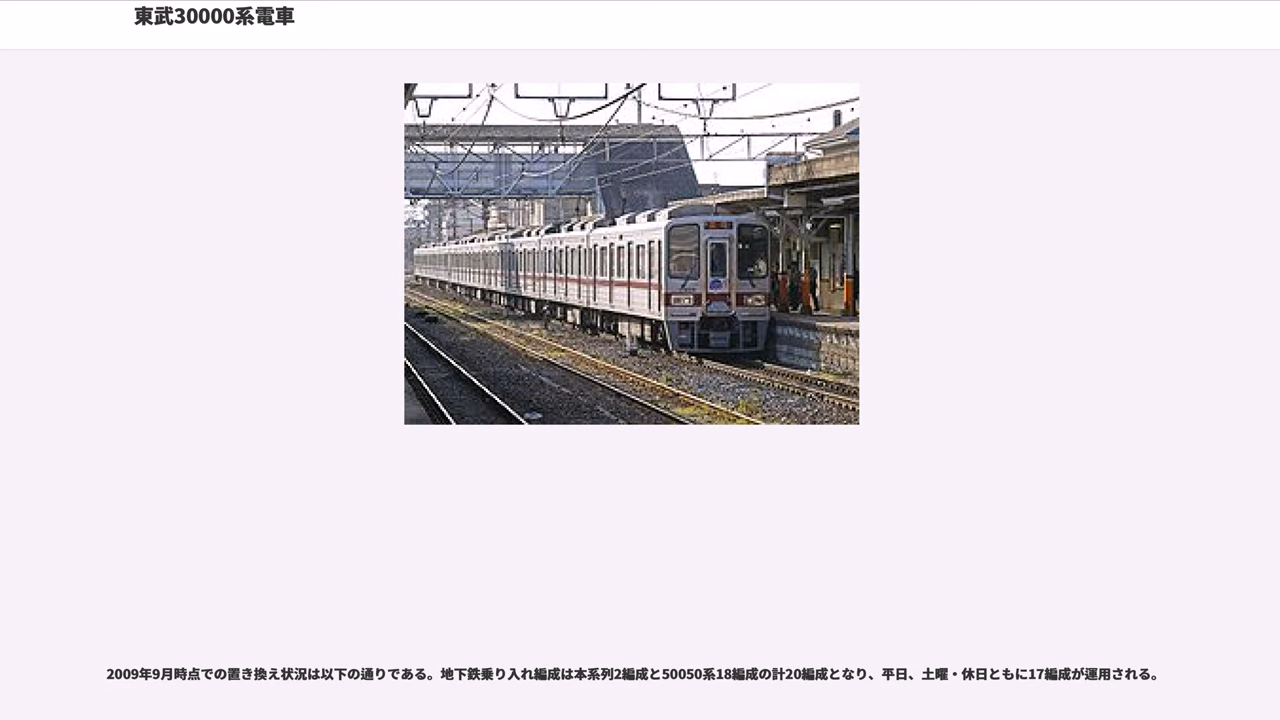 東武30000系電車
2009年9月時点での置き換え状況は以下の通りである。地下鉄乗り入れ編成は本系列2編成と50050系18編成の計20編成となり、平日、土曜・休日ともに17編成が運用される。